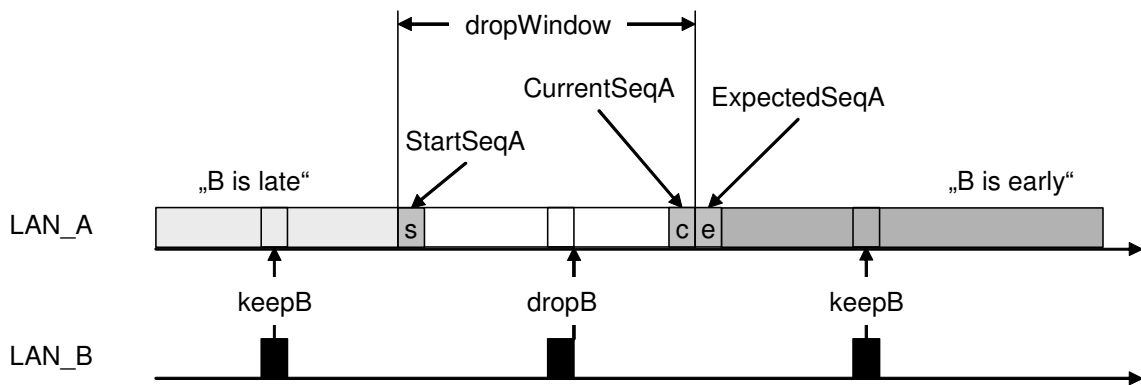 dropWindow
CurrentSeqA
ExpectedSeqA
StartSeqA
„B is late“
„B is early“
LAN_A
s
c
e
keepB
dropB
keepB
LAN_B